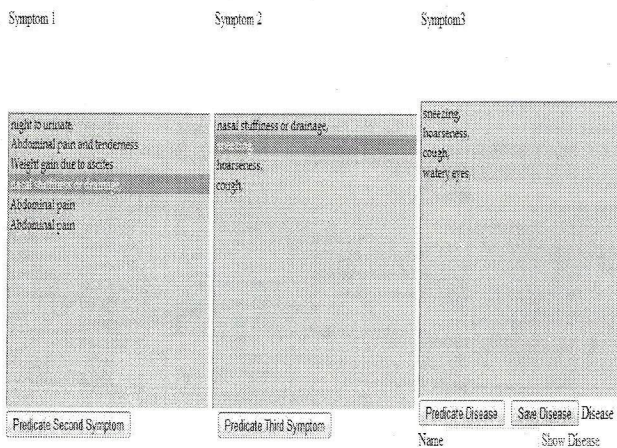 Symptom 1
Symptom 2
Symptom3
night to urinate,
Abdominal pain and tenderness
Weight gain due to ascites
nasal stuffiness or drainage,
Abdominal pain
Abdominal pain
nasal stuffiness or drainage,
sneezing,
hoarseness,
cough,
sneezing,
hoarseness,
cough,
watery eyes,
Predicate Second Symptom
Predicate Third Symptom
Predicate Disease
Save Disease
Disease
Name
Show Disease